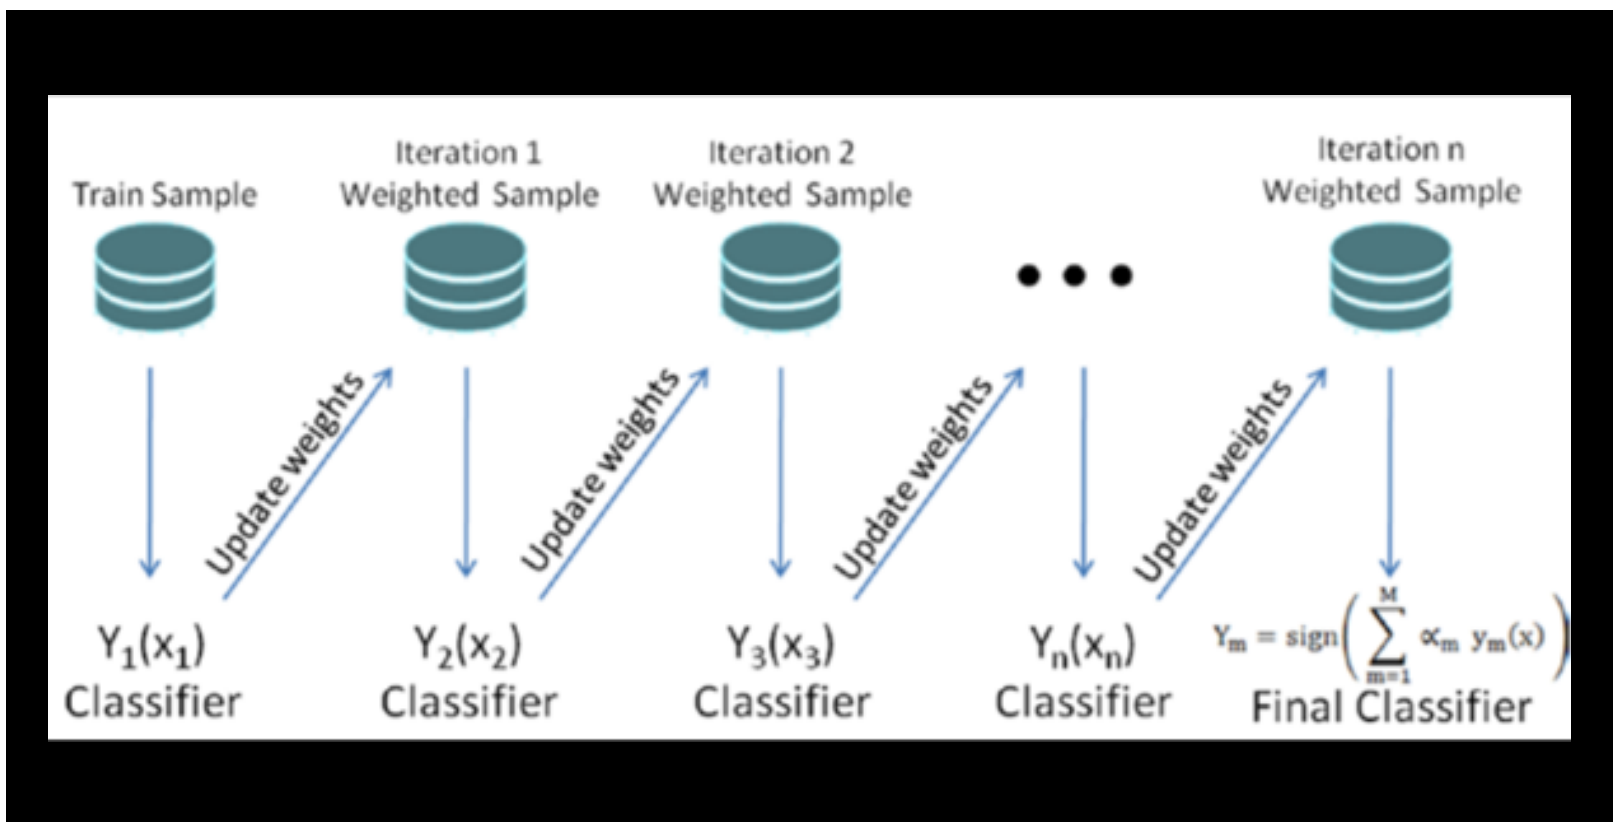 Train Sample
Iteration 1
Weighted Sample
Iteration 2
Weighted Sample
Iteration n
Weighted Sample
Update weights
Update weights
Update weights
Update weights
Y₁(x₁)
Classifier
Y₂(x₂)
Classifier
Y₃(x₃)
Classifier
Yₙ(xₙ)
Classifier
Yₘ = sign(∑ₘ₌₁ᴹ ∝ₘ yₘ(x))
Final Classifier